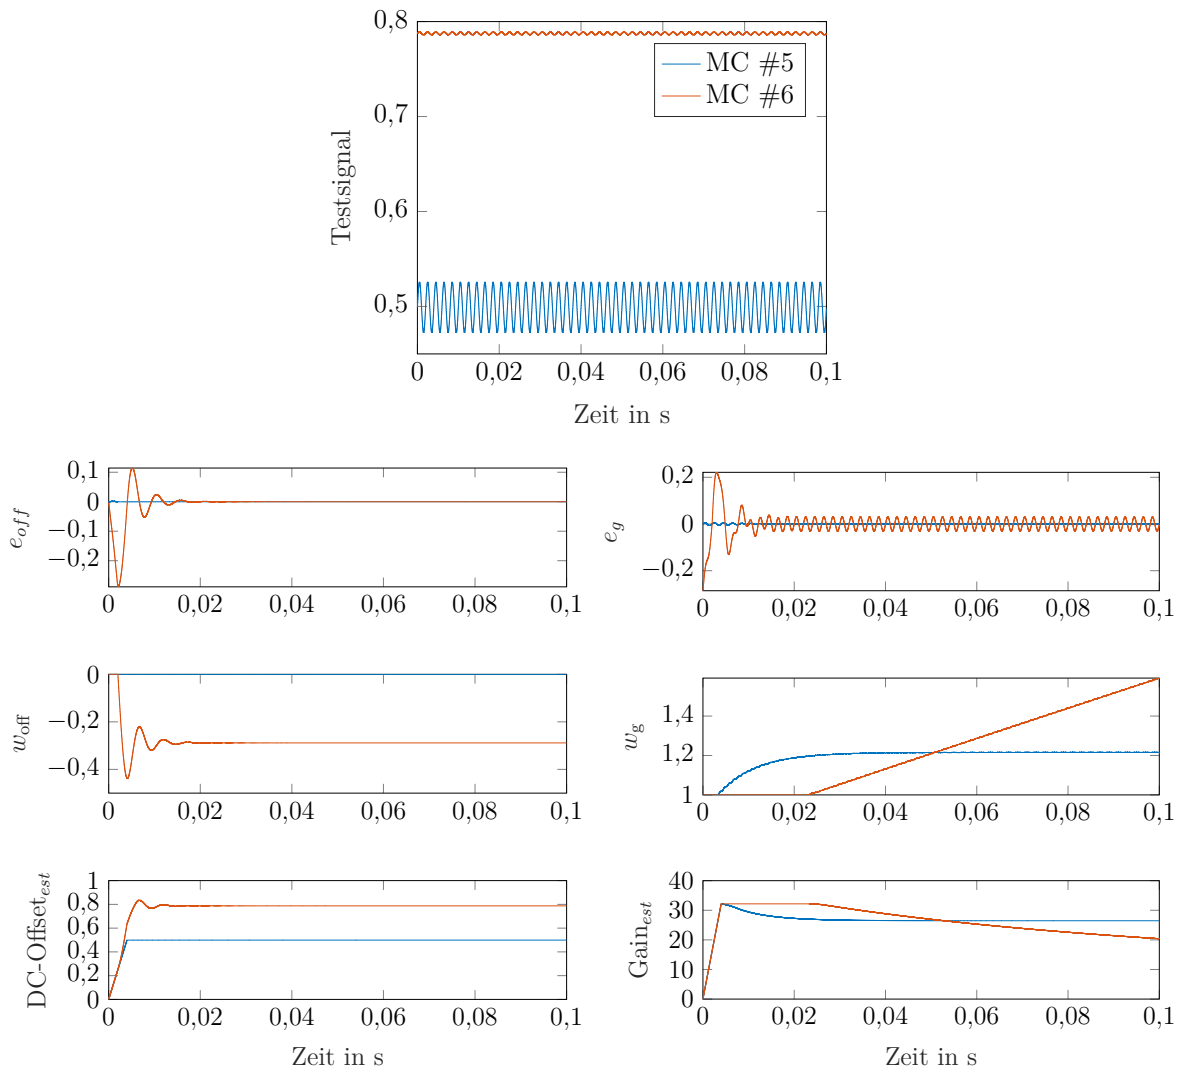 0,8
0,7
0,6
0,5
Testsignal
MC #5
MC #6
0 0,02 0,04 0,06 0,08 0,1
Zeit in s
0,1
0
−0,1
−0,2
e_off
0 0,02 0,04 0,06 0,08 0,1
0,2
0
−0,2
e_g
0 0,02 0,04 0,06 0,08 0,1
0
−0,2
−0,4
w_off
0 0,02 0,04 0,06 0,08 0,1
1,4
1,2
1
w_g
0 0,02 0,04 0,06 0,08 0,1
1
0,8
0,6
0,4
0,2
0
DC-Offset_est
0 0,02 0,04 0,06 0,08 0,1
Zeit in s
40
30
20
10
0
Gain_est
0 0,02 0,04 0,06 0,08 0,1
Zeit in s